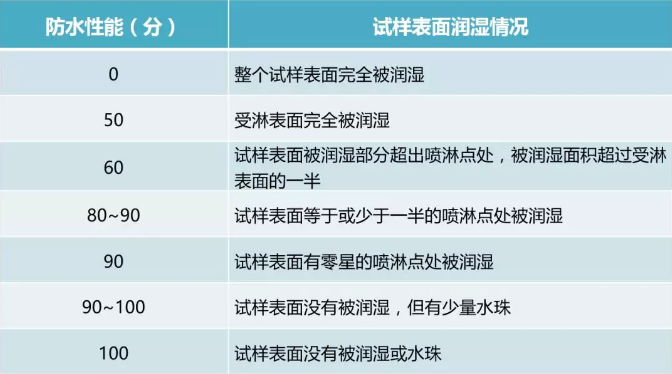 防水性能（分） 试样表面润湿情况
0 整个试样表面完全被润湿
50 受淋表面完全被润湿
60 试样表面被润湿部分超出喷淋点处，被润湿面积超过受淋
表面的一半
80~90 试样表面等于或少于一半的喷淋点处被润湿
90 试样表面有零星的喷淋点处被润湿
90~100 试样表面没有被润湿，但有少量水珠
100 试样表面没有被润湿或水珠